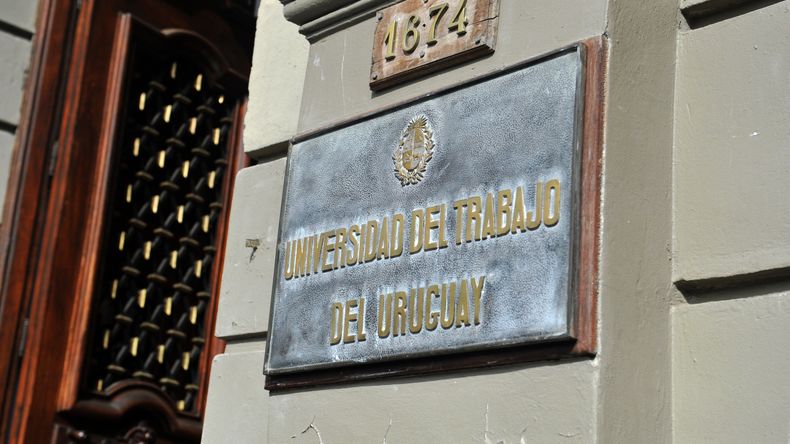 1674
UNIVERSIDAD DEL TRABAJO
DEL URUGUAY